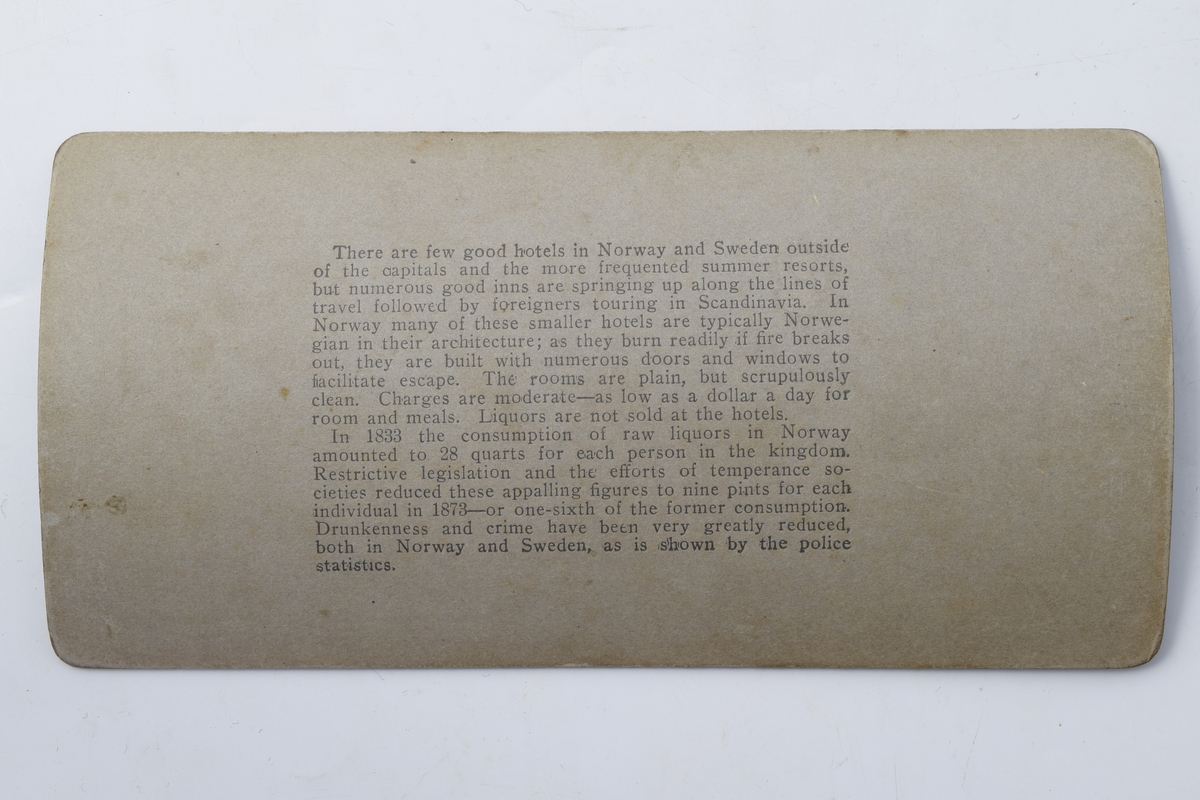 There are few good hotels in Norway and Sweden outside
of the capitals and the more frequented summer resorts,
but numerous good inns are springing up along the lines of
travel followed by foreigners touring in Scandinavia. In
Norway many of these smaller hotels are typically Norwe-
gian in their architecture; as they burn readily if fire breaks
out, they are built with numerous doors and windows to
facilitate escape. The rooms are plain, but scrupulously
clean. Charges are moderate—as low as a dollar a day for
room and meals. Liquors are not sold at the hotels.
In 1833 the consumption of raw liquors in Norway
amounted to 28 quarts for each person in the kingdom.
Restrictive legislation and the efforts of temperance so-
cieties reduced these appalling figures to nine pints for each
individual in 1873—or one-sixth of the former consumption.
Drunkenness and crime have been very greatly reduced,
both in Norway and Sweden, as is shown by the police
statistics.